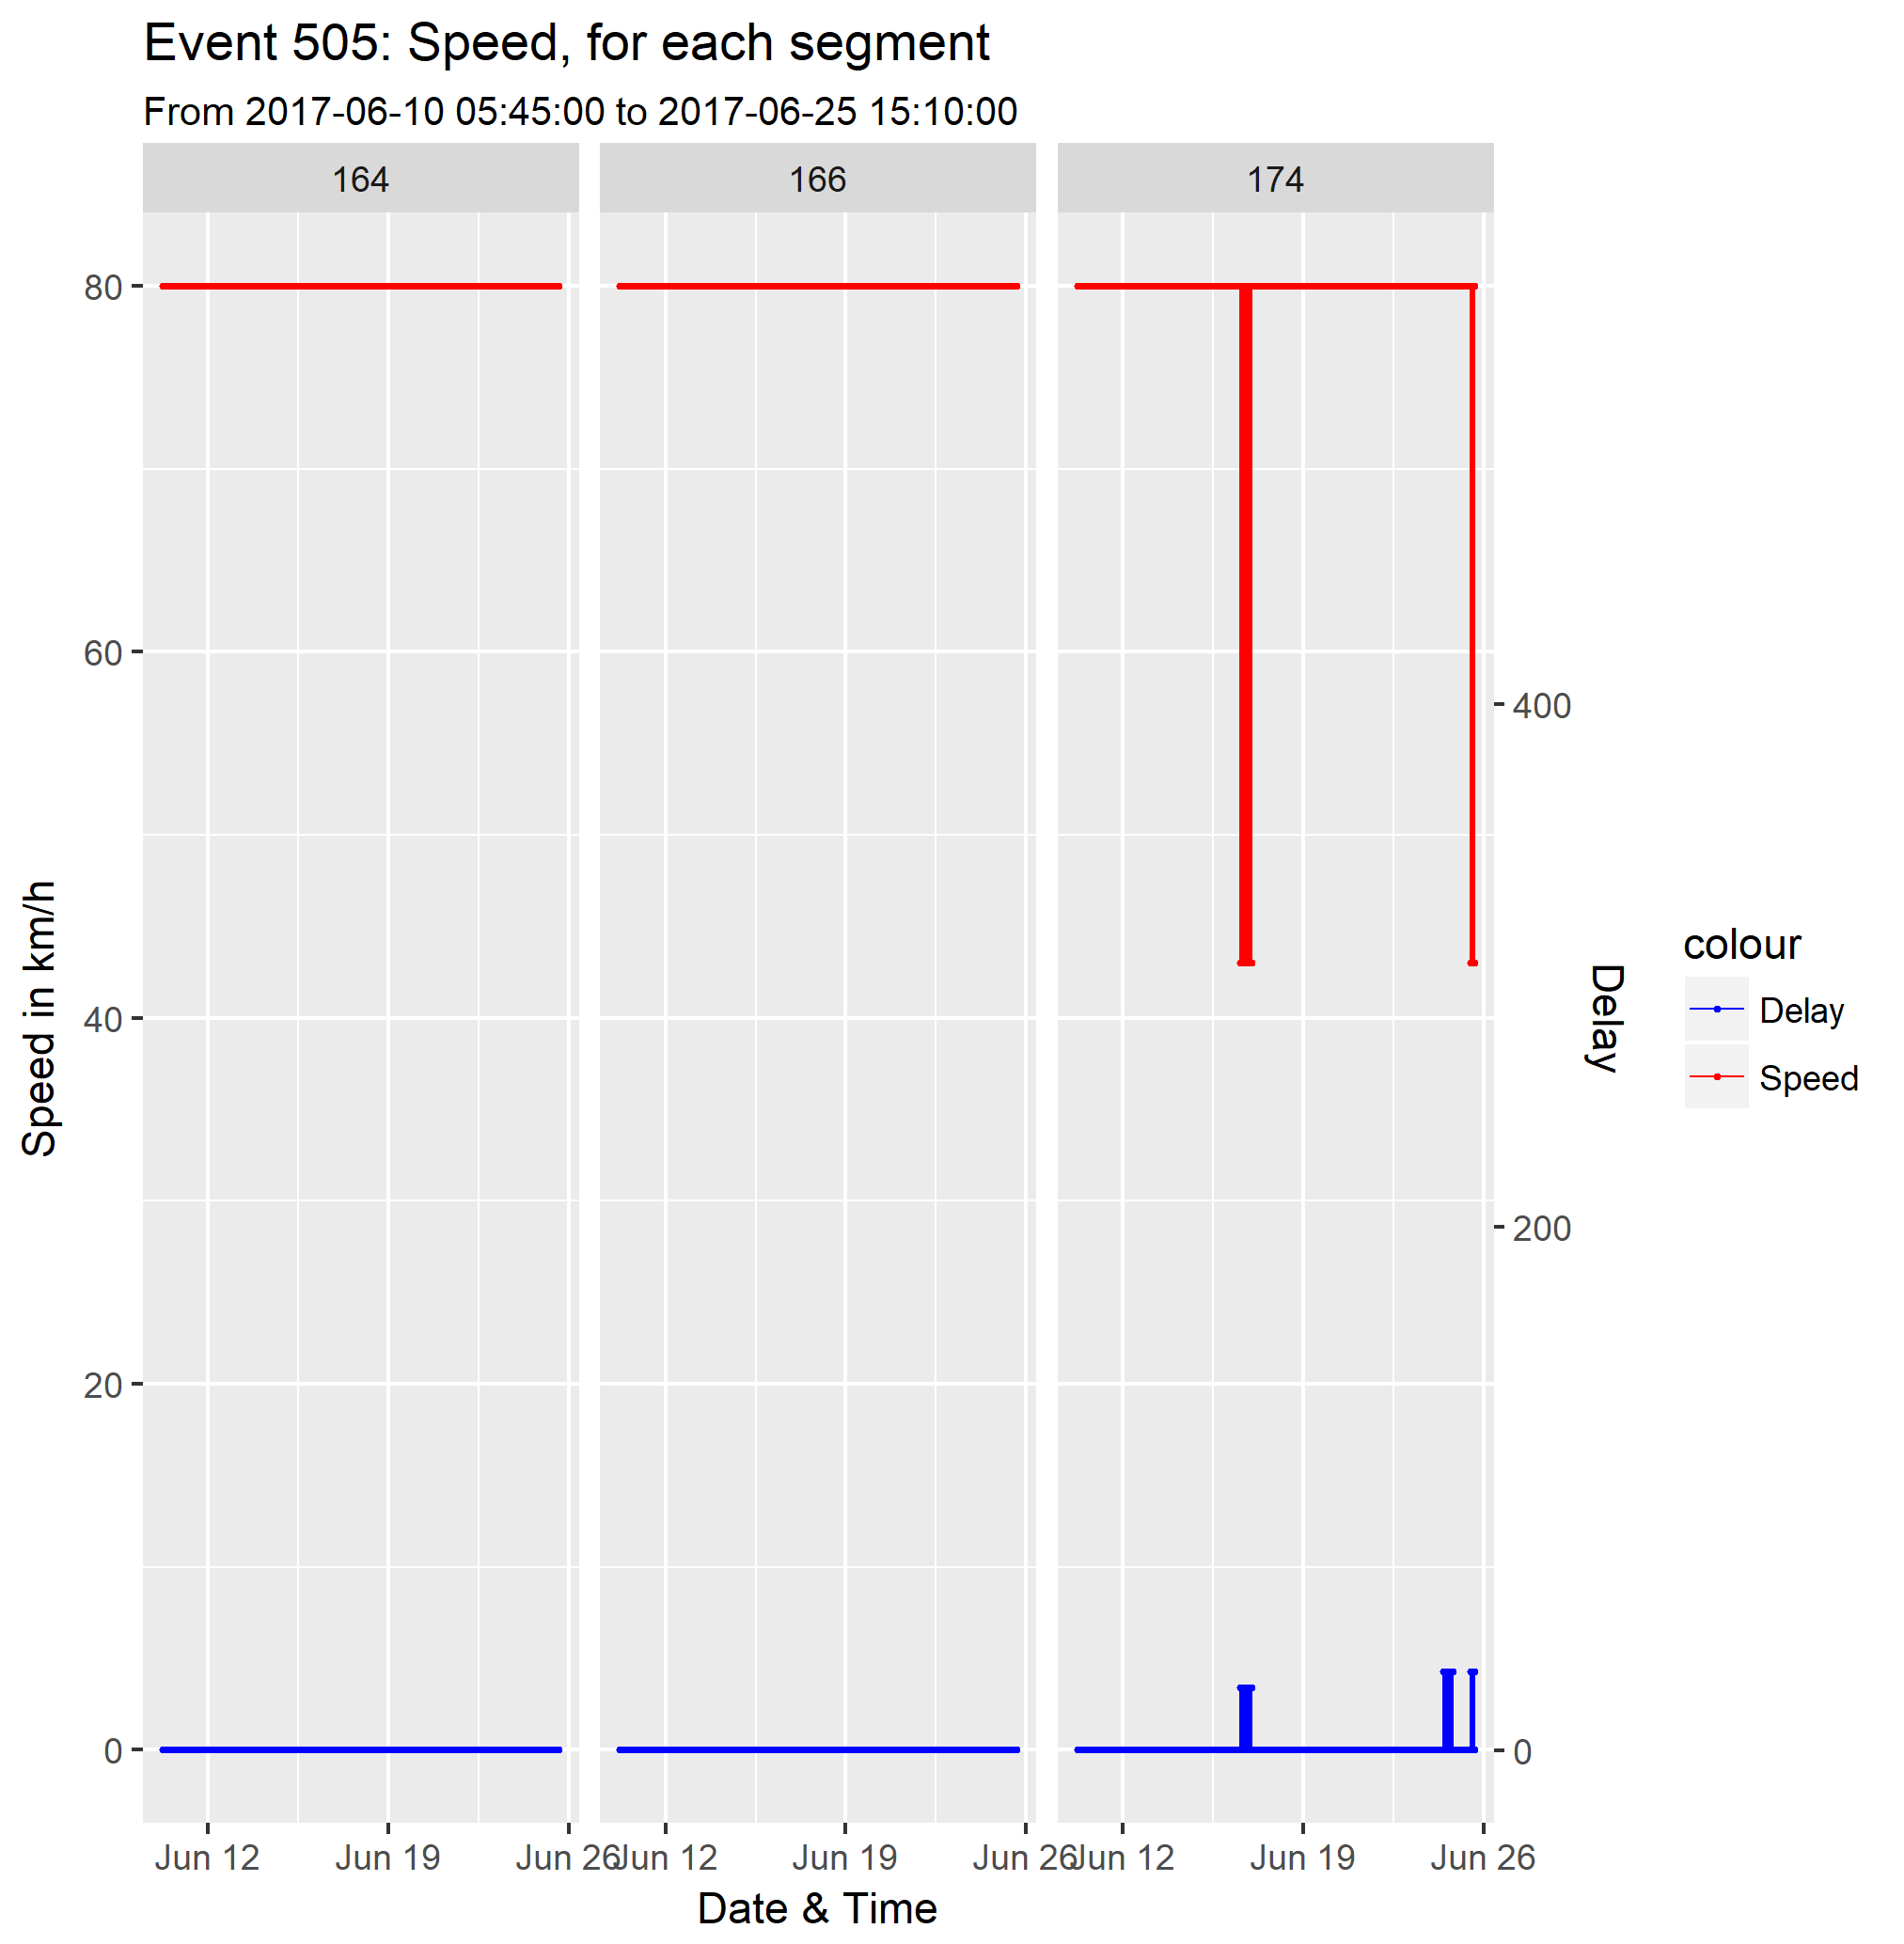 Event 505: Speed, for each segment
From 2017-06-10 05:45:00 to 2017-06-25 15:10:00
164
166
174
80
60
40
20
0
Speed in km/h
400
200
0
Delay
colour
Delay
Speed
Jun 12
Jun 19
Jun 26
Jun 12
Jun 19
Jun 26
Jun 12
Jun 19
Jun 26
Date & Time